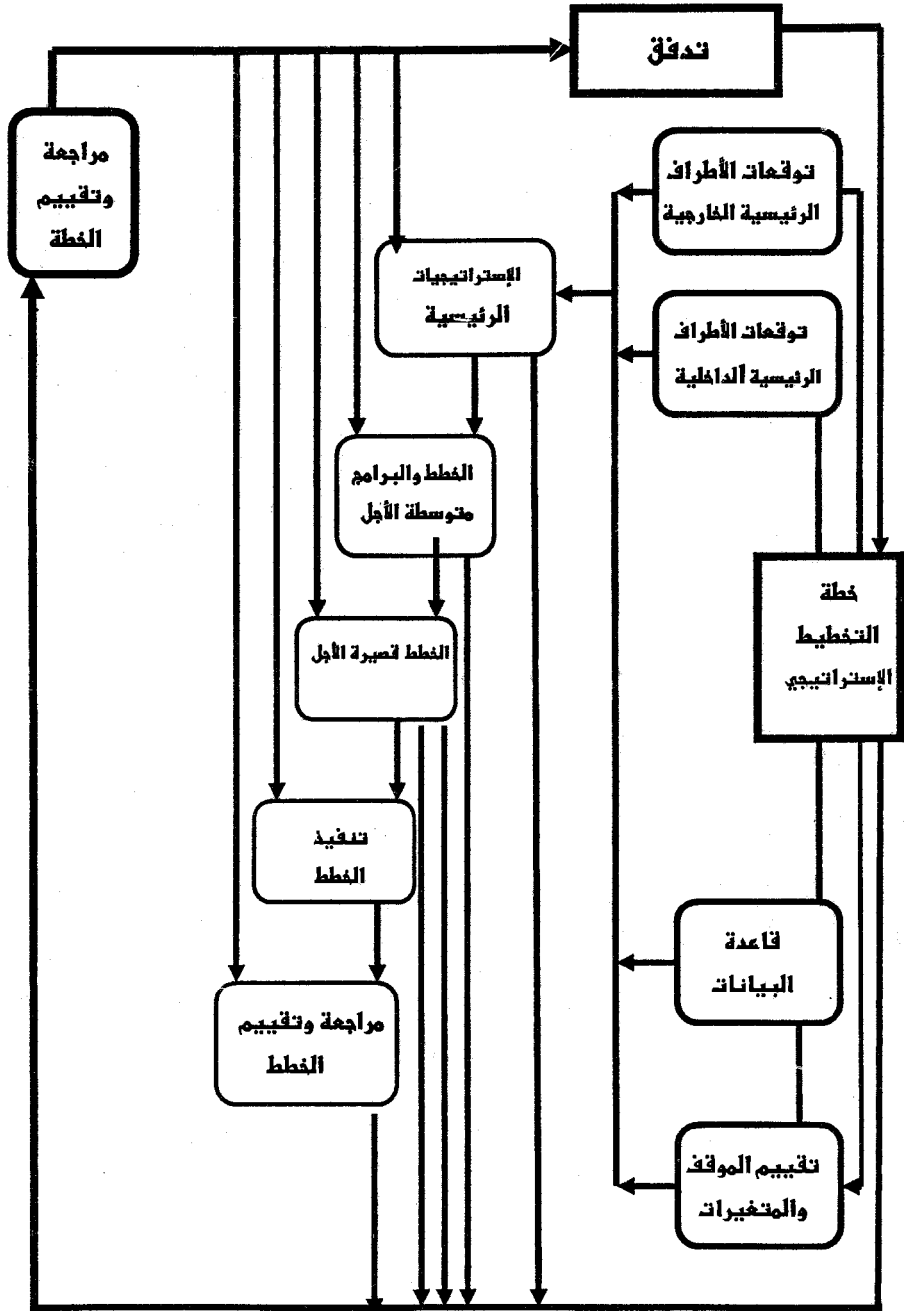 تدفق
توقعات الأطراف
الرئيسية الخارجية
مراجعة
وتقييم
الخطة
الإستراتيجيات
الرئيسية
توقعات الأطراف
الرئيسية الداخلية
الخطط والبرامج
متوسطة الأجل
خطة
التخطيط
الإستراتيجي
الخطط قصيرة الأجل
تنفيذ
الخطط
قاعدة
البيانات
مراجعة وتقييم
الخطط
تقييم الموقف
والمتغيرات